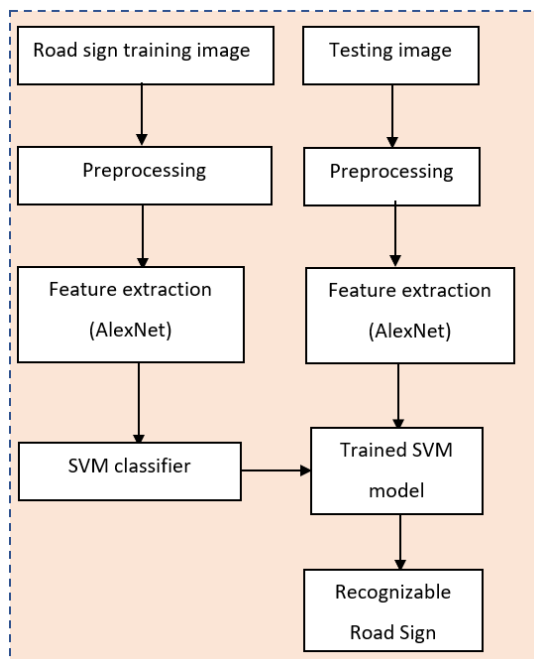 Road sign training image
Testing image
Preprocessing
Preprocessing
Feature extraction
(AlexNet)
Feature extraction
(AlexNet)
SVM classifier
Trained SVM
model
Recognizable
Road Sign